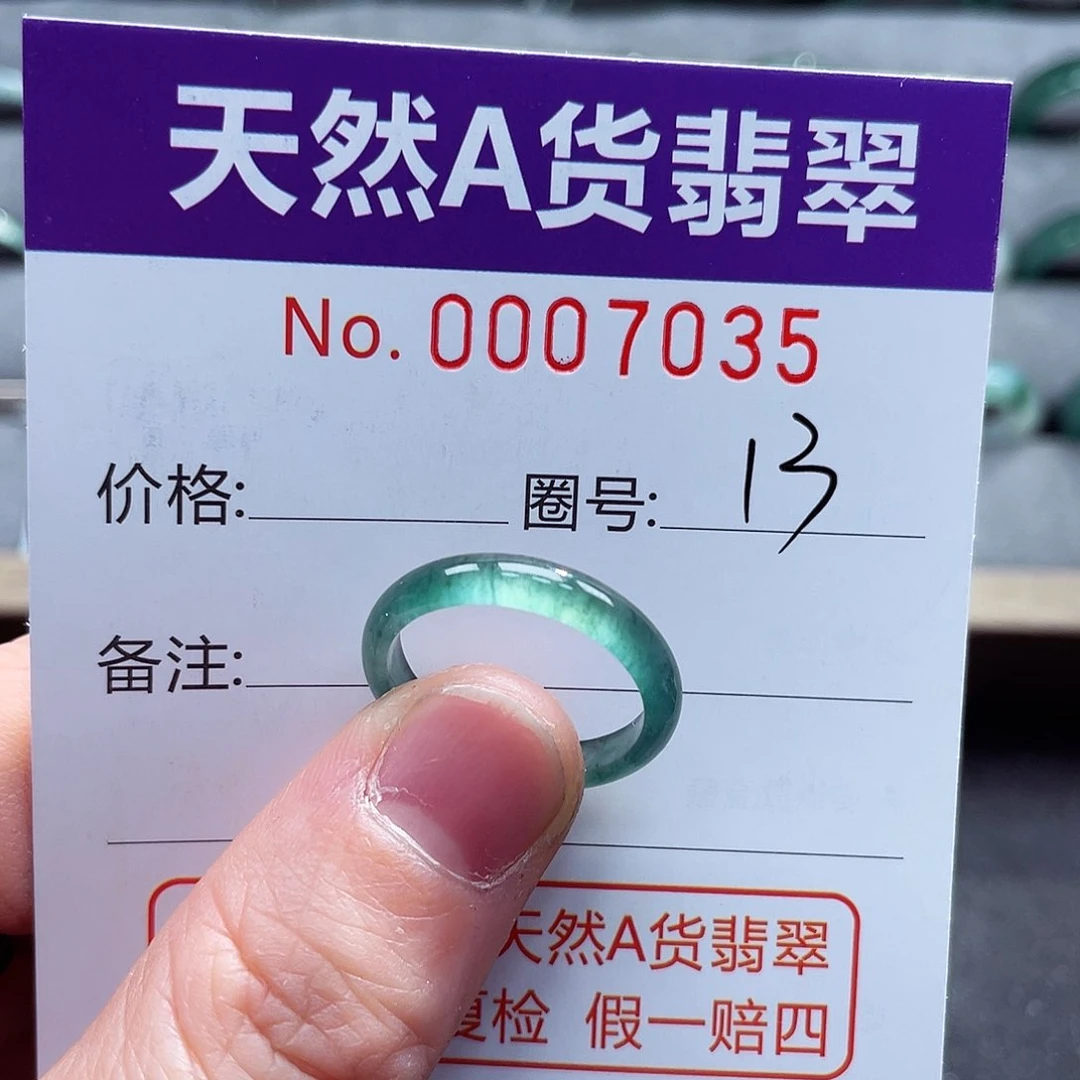 天然A货翡翠
No. 0007035
价格: 圈号: 13
备注:
天然A货翡翠
复检 假一赔四